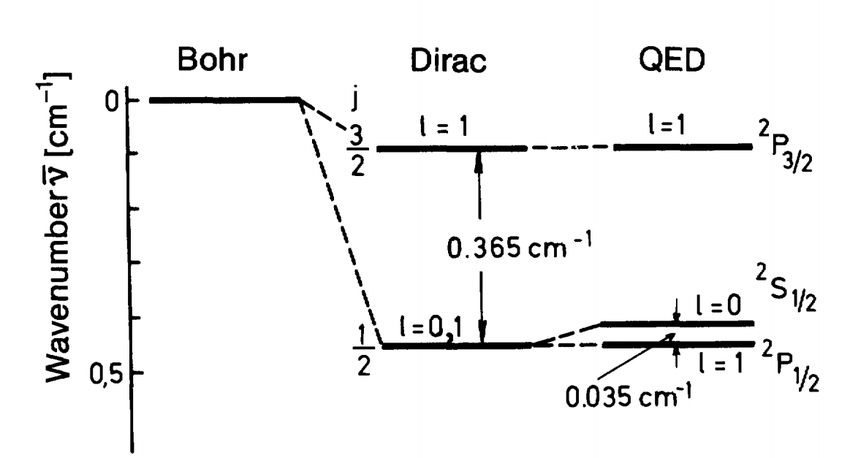 Bohr Dirac QED
Wavenumber ν̅ [cm⁻¹]
0
j
3/2
l = 1
l=1
²P₃/₂
0.365 cm⁻¹
²S₁/₂
l=0
1/2
l=0,1
l = 1
²P₁/₂
0,5
0.035 cm⁻¹